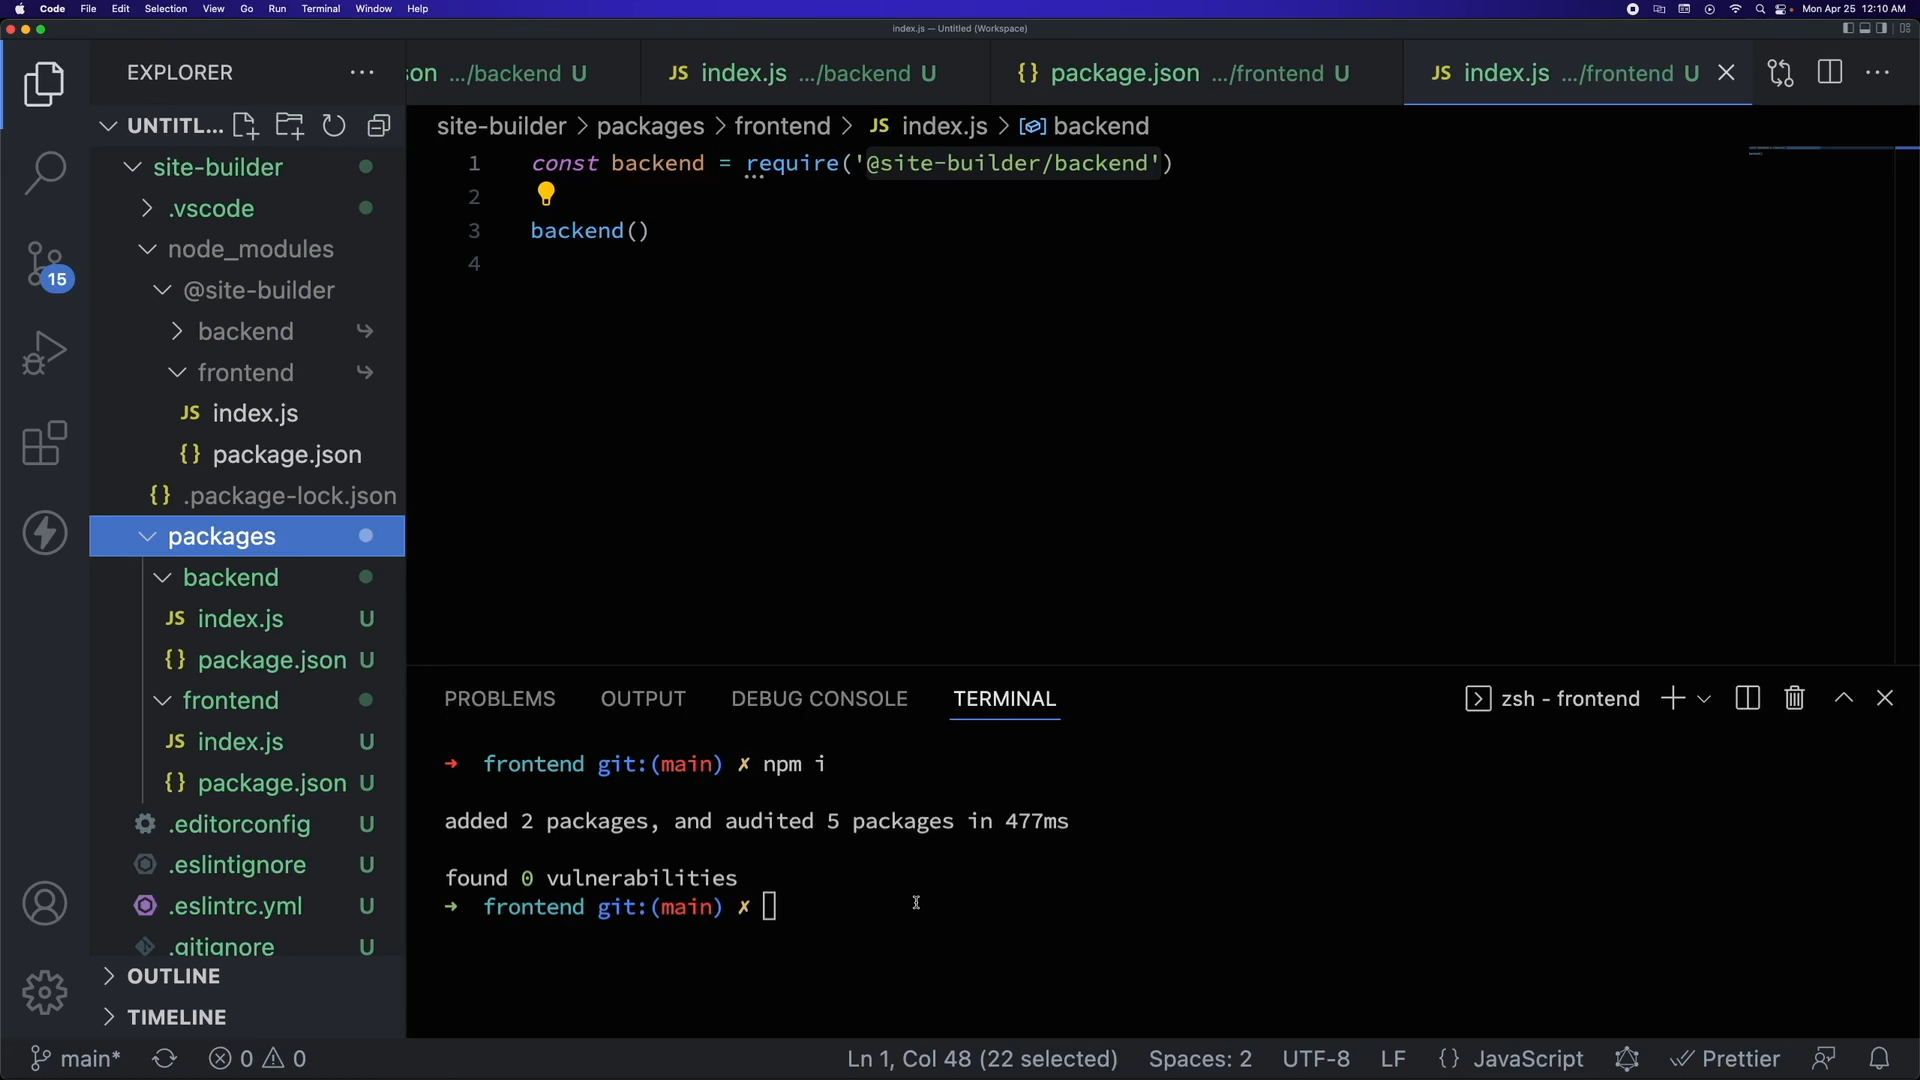 Code File Edit Selection View Go Run Terminal Window Help Mon Apr 25 12:10 AM
index.js — Untitled (Workspace)
EXPLORER
UNTITL...
site-builder
.vscode
node_modules
@site-builder
backend
frontend
JS index.js
{} package.json
{} .package-lock.json
packages
backend
JS index.js U
{} package.json U
frontend
JS index.js U
{} package.json U
.editorconfig U
.eslintignore U
.eslintrc.yml U
.gitignore U
OUTLINE
TIMELINE
15
son .../backend U
JS index.js .../backend U
{} package.json .../frontend U
JS index.js .../frontend U
site-builder > packages > frontend > JS index.js > backend
1 const backend = require('@site-builder/backend')
2
3 backend()
4
PROBLEMS OUTPUT DEBUG CONSOLE TERMINAL zsh - frontend
➜ frontend git:(main) ✗ npm i
added 2 packages, and audited 5 packages in 477ms
found 0 vulnerabilities
➜ frontend git:(main) ✗
main* 0 0 Ln 1, Col 48 (22 selected) Spaces: 2 UTF-8 LF {} JavaScript Prettier